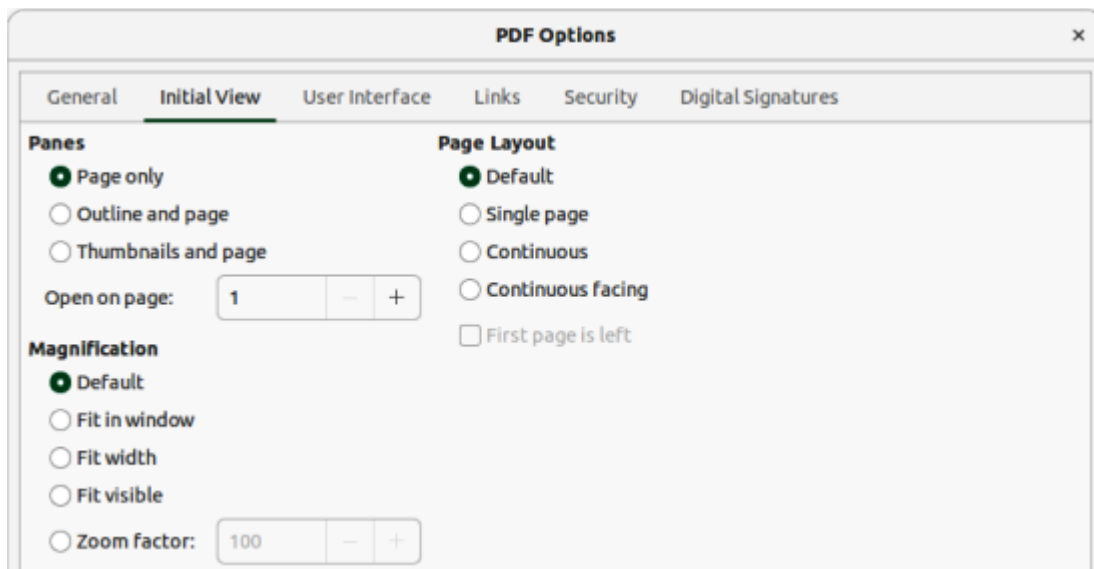 PDF Options
×
General Initial View User Interface Links Security Digital Signatures
Panes
Page only
Outline and page
Thumbnails and page
Open on page: 1 − +
Magnification
Default
Fit in window
Fit width
Fit visible
Zoom factor: 100 − +
Page Layout
Default
Single page
Continuous
Continuous facing
First page is left